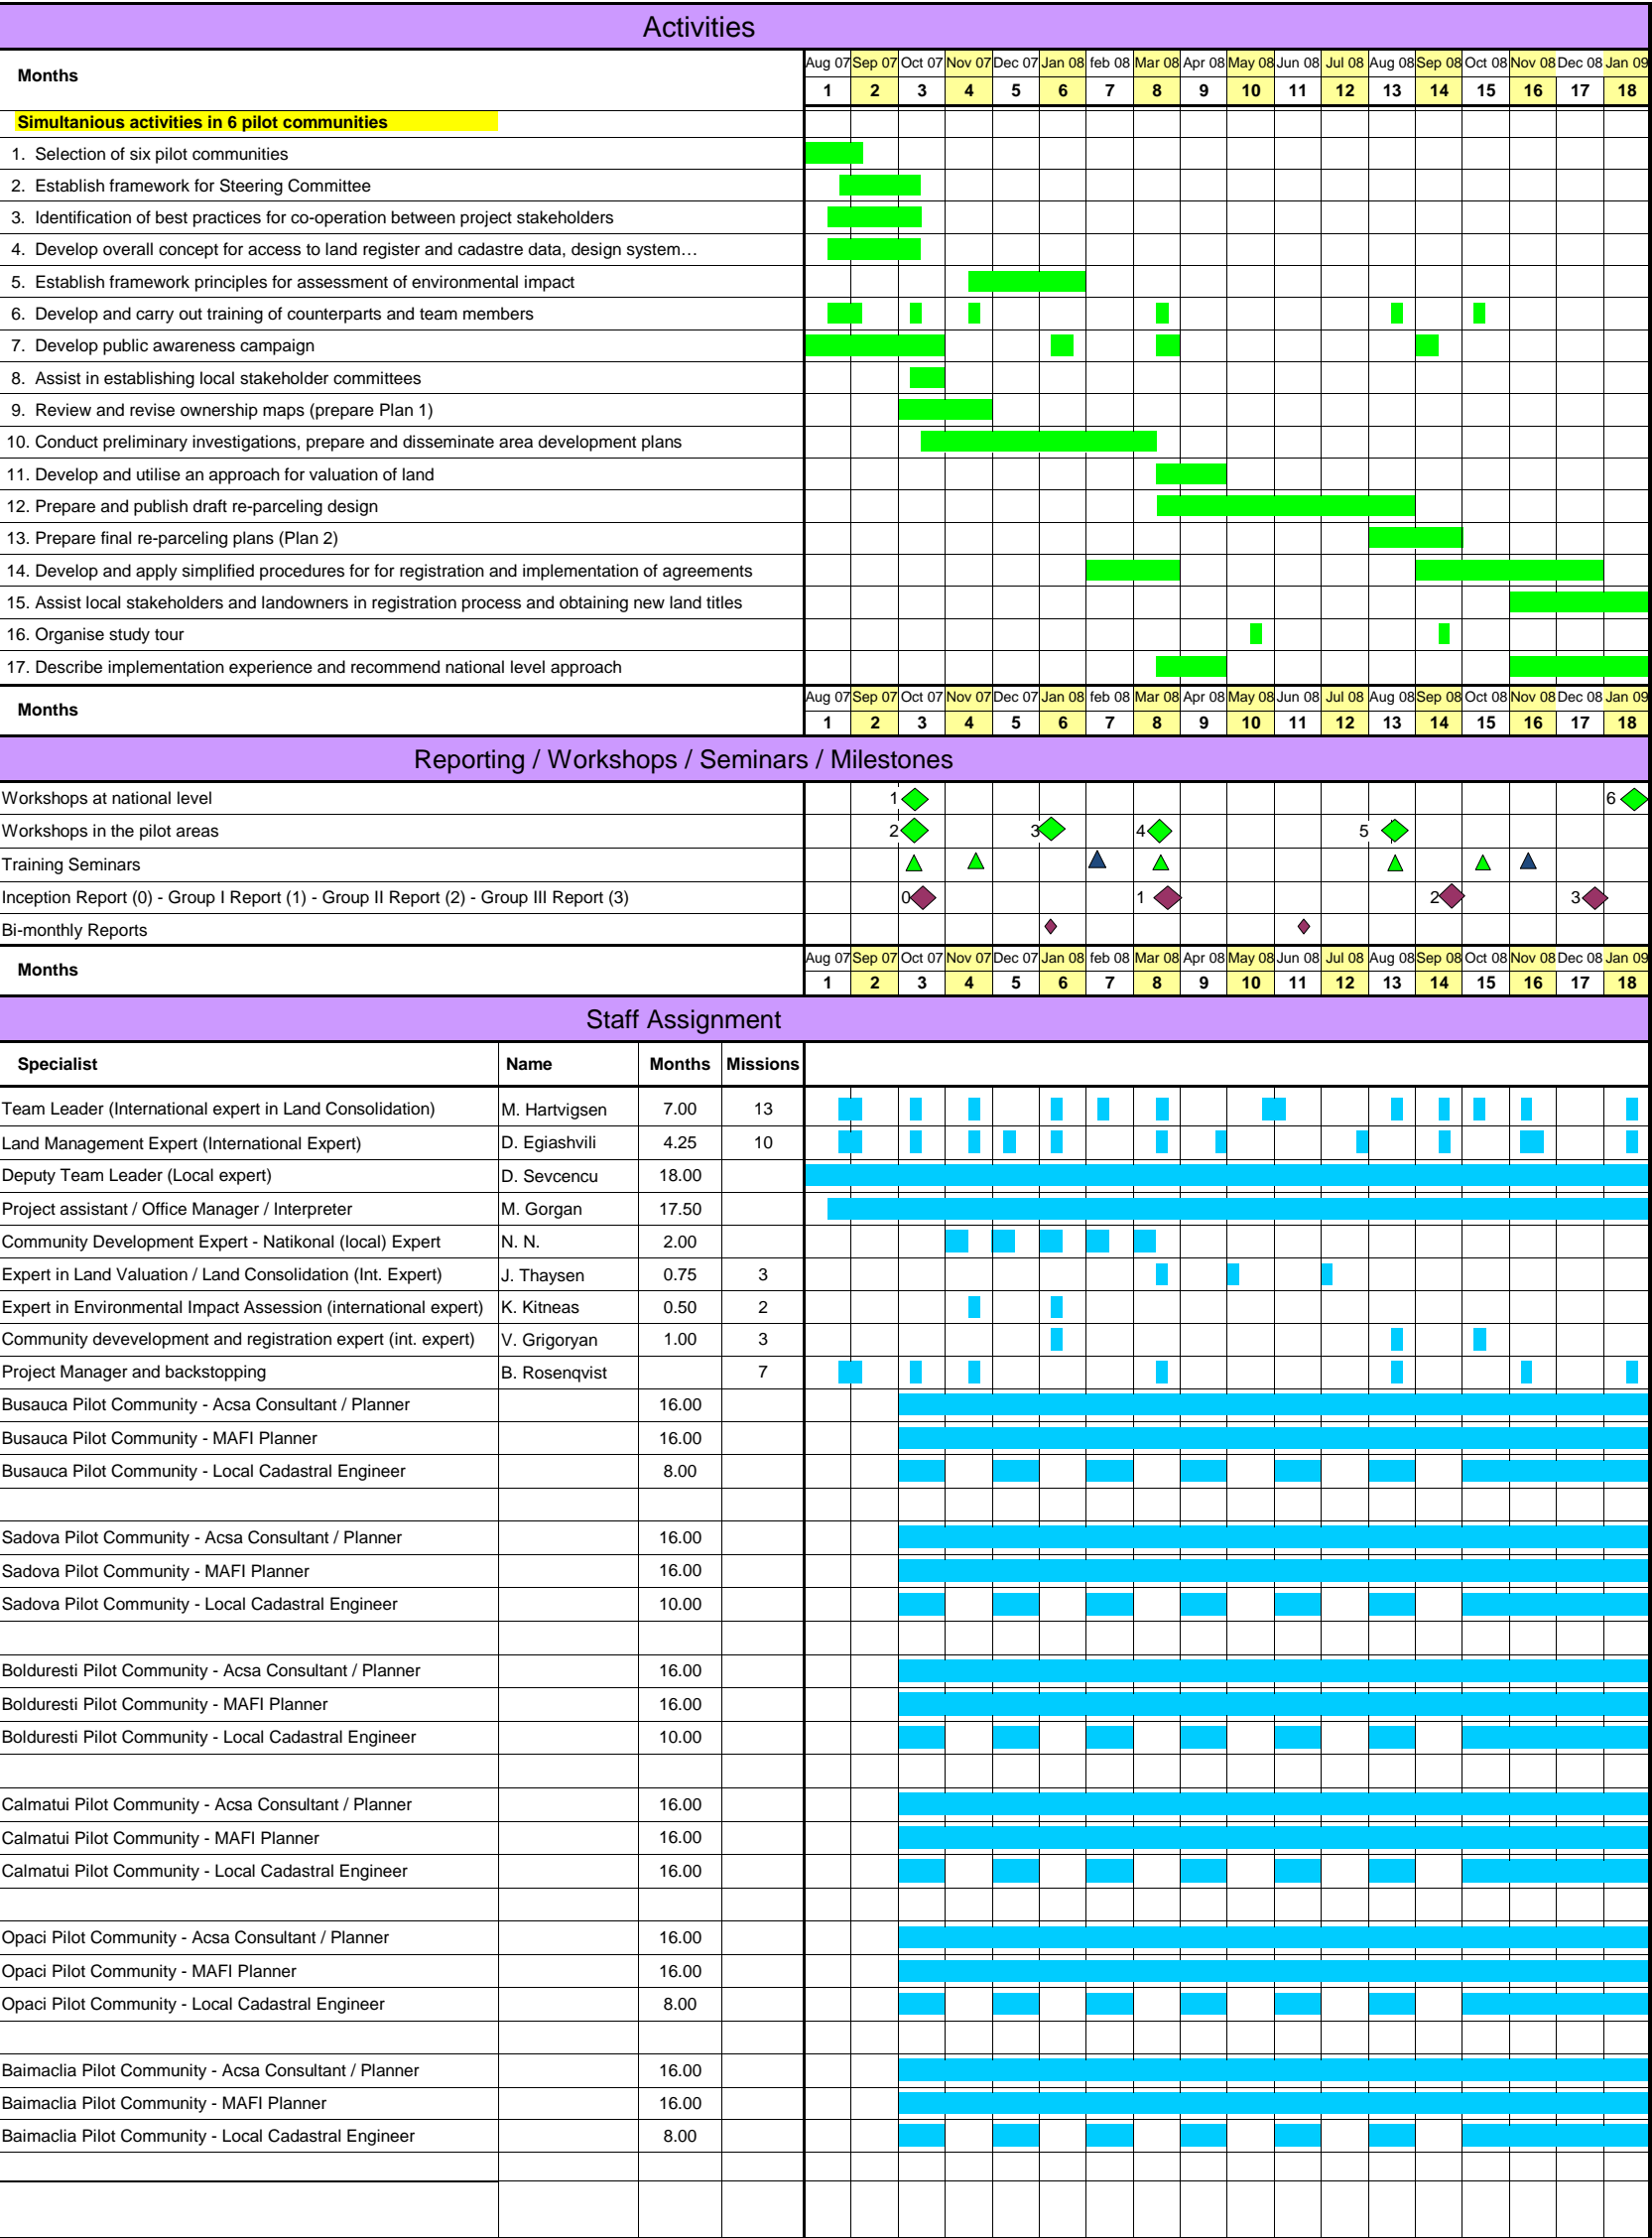 Activities
Months
Aug 07 Sep 07 Oct 07 Nov 07 Dec 07 Jan 08 feb 08 Mar 08 Apr 08 May 08 Jun 08 Jul 08 Aug 08 Sep 08 Oct 08 Nov 08 Dec 08 Jan 09
1 2 3 4 5 6 7 8 9 10 11 12 13 14 15 16 17 18
Simultanious activities in 6 pilot communities
1. Selection of six pilot communities
2. Establish framework for Steering Committee
3. Identification of best practices for co-operation between project stakeholders
4. Develop overall concept for access to land register and cadastre data, design system…
5. Establish framework principles for assessment of environmental impact
6. Develop and carry out training of counterparts and team members
7. Develop public awareness campaign
8. Assist in establishing local stakeholder committees
9. Review and revise ownership maps (prepare Plan 1)
10. Conduct preliminary investigations, prepare and disseminate area development plans
11. Develop and utilise an approach for valuation of land
12. Prepare and publish draft re-parceling design
13. Prepare final re-parceling plans (Plan 2)
14. Develop and apply simplified procedures for for registration and implementation of agreements
15. Assist local stakeholders and landowners in registration process and obtaining new land titles
16. Organise study tour
17. Describe implementation experience and recommend national level approach
Months
Aug 07 Sep 07 Oct 07 Nov 07 Dec 07 Jan 08 feb 08 Mar 08 Apr 08 May 08 Jun 08 Jul 08 Aug 08 Sep 08 Oct 08 Nov 08 Dec 08 Jan 09
1 2 3 4 5 6 7 8 9 10 11 12 13 14 15 16 17 18
Reporting / Workshops / Seminars / Milestones
Workshops at national level 1 6
Workshops in the pilot areas 2 3 4 5
Training Seminars
Inception Report (0) - Group I Report (1) - Group II Report (2) - Group III Report (3) 0 1 2 3
Bi-monthly Reports
Months
Aug 07 Sep 07 Oct 07 Nov 07 Dec 07 Jan 08 feb 08 Mar 08 Apr 08 May 08 Jun 08 Jul 08 Aug 08 Sep 08 Oct 08 Nov 08 Dec 08 Jan 09
1 2 3 4 5 6 7 8 9 10 11 12 13 14 15 16 17 18
Staff Assignment
Specialist Name Months Missions
Team Leader (International expert in Land Consolidation) M. Hartvigsen 7.00 13
Land Management Expert (International Expert) D. Egiashvili 4.25 10
Deputy Team Leader (Local expert) D. Sevcencu 18.00
Project assistant / Office Manager / Interpreter M. Gorgan 17.50
Community Development Expert - Natikonal (local) Expert N. N. 2.00
Expert in Land Valuation / Land Consolidation (Int. Expert) J. Thaysen 0.75 3
Expert in Environmental Impact Assession (international expert) K. Kitneas 0.50 2
Community devevelopment and registration expert (int. expert) V. Grigoryan 1.00 3
Project Manager and backstopping B. Rosenqvist 7
Busauca Pilot Community - Acsa Consultant / Planner 16.00
Busauca Pilot Community - MAFI Planner 16.00
Busauca Pilot Community - Local Cadastral Engineer 8.00
Sadova Pilot Community - Acsa Consultant / Planner 16.00
Sadova Pilot Community - MAFI Planner 16.00
Sadova Pilot Community - Local Cadastral Engineer 10.00
Bolduresti Pilot Community - Acsa Consultant / Planner 16.00
Bolduresti Pilot Community - MAFI Planner 16.00
Bolduresti Pilot Community - Local Cadastral Engineer 10.00
Calmatui Pilot Community - Acsa Consultant / Planner 16.00
Calmatui Pilot Community - MAFI Planner 16.00
Calmatui Pilot Community - Local Cadastral Engineer 16.00
Opaci Pilot Community - Acsa Consultant / Planner 16.00
Opaci Pilot Community - MAFI Planner 16.00
Opaci Pilot Community - Local Cadastral Engineer 8.00
Baimaclia Pilot Community - Acsa Consultant / Planner 16.00
Baimaclia Pilot Community - MAFI Planner 16.00
Baimaclia Pilot Community - Local Cadastral Engineer 8.00